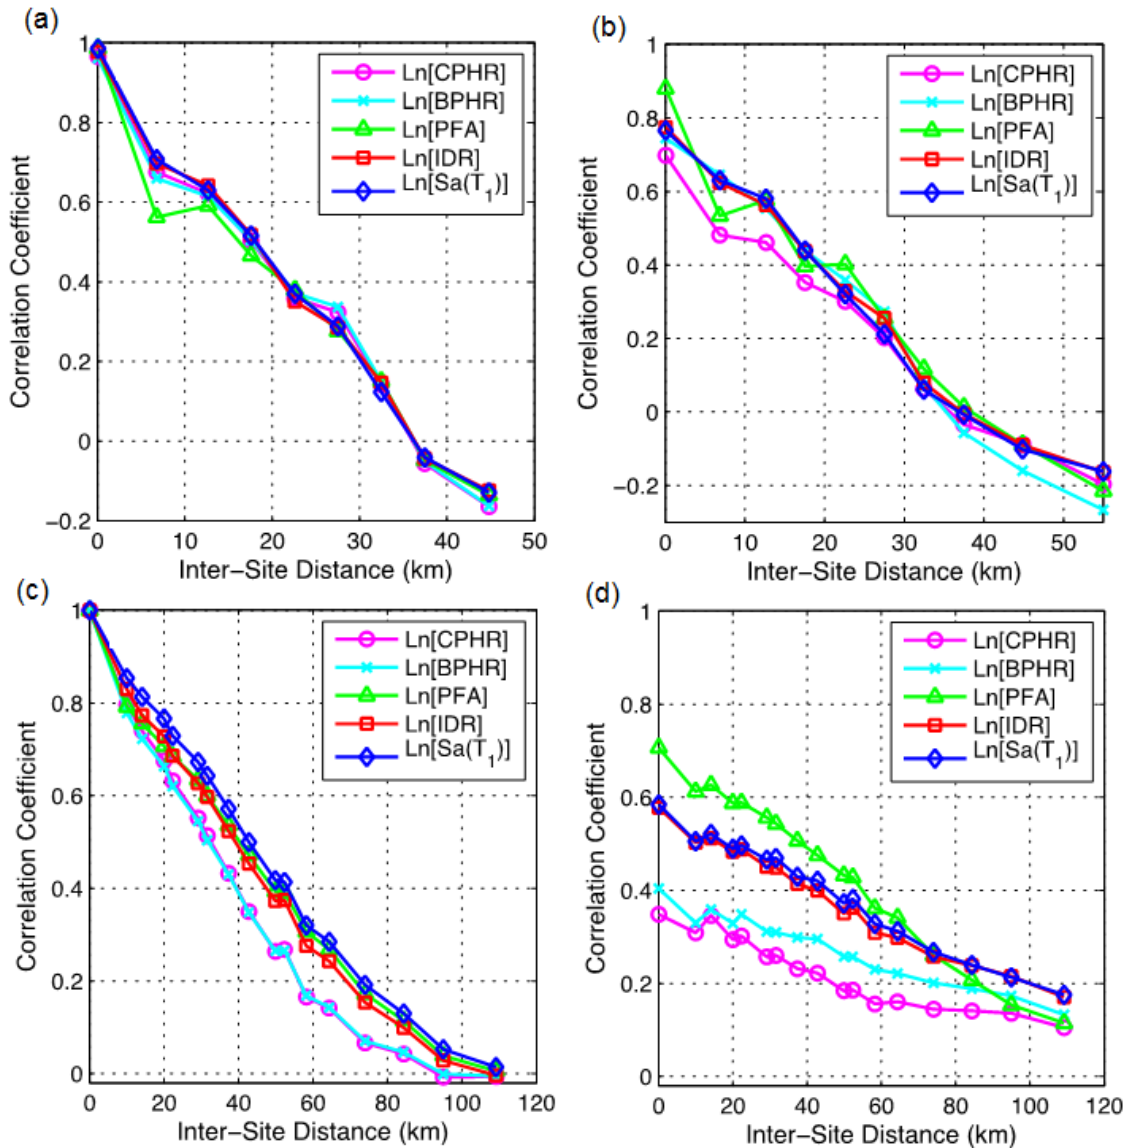 (a)
1
0.8
0.6
0.4
0.2
0
−0.2
Correlation Coefficient
Ln[CPHR]
Ln[BPHR]
Ln[PFA]
Ln[IDR]
Ln[Sa(T1)]
0 10 20 30 40 50
Inter−Site Distance (km)
(b)
1
0.8
0.6
0.4
0.2
0
−0.2
Correlation Coefficient
Ln[CPHR]
Ln[BPHR]
Ln[PFA]
Ln[IDR]
Ln[Sa(T1)]
0 10 20 30 40 50
Inter−Site Distance (km)
(c)
1
0.8
0.6
0.4
0.2
0
Correlation Coefficient
Ln[CPHR]
Ln[BPHR]
Ln[PFA]
Ln[IDR]
Ln[Sa(T1)]
0 20 40 60 80 100 120
Inter−Site Distance (km)
(d)
1
0.8
0.6
0.4
0.2
0
Correlation Coefficient
Ln[CPHR]
Ln[BPHR]
Ln[PFA]
Ln[IDR]
Ln[Sa(T1)]
0 20 40 60 80 100 120
Inter−Site Distance (km)